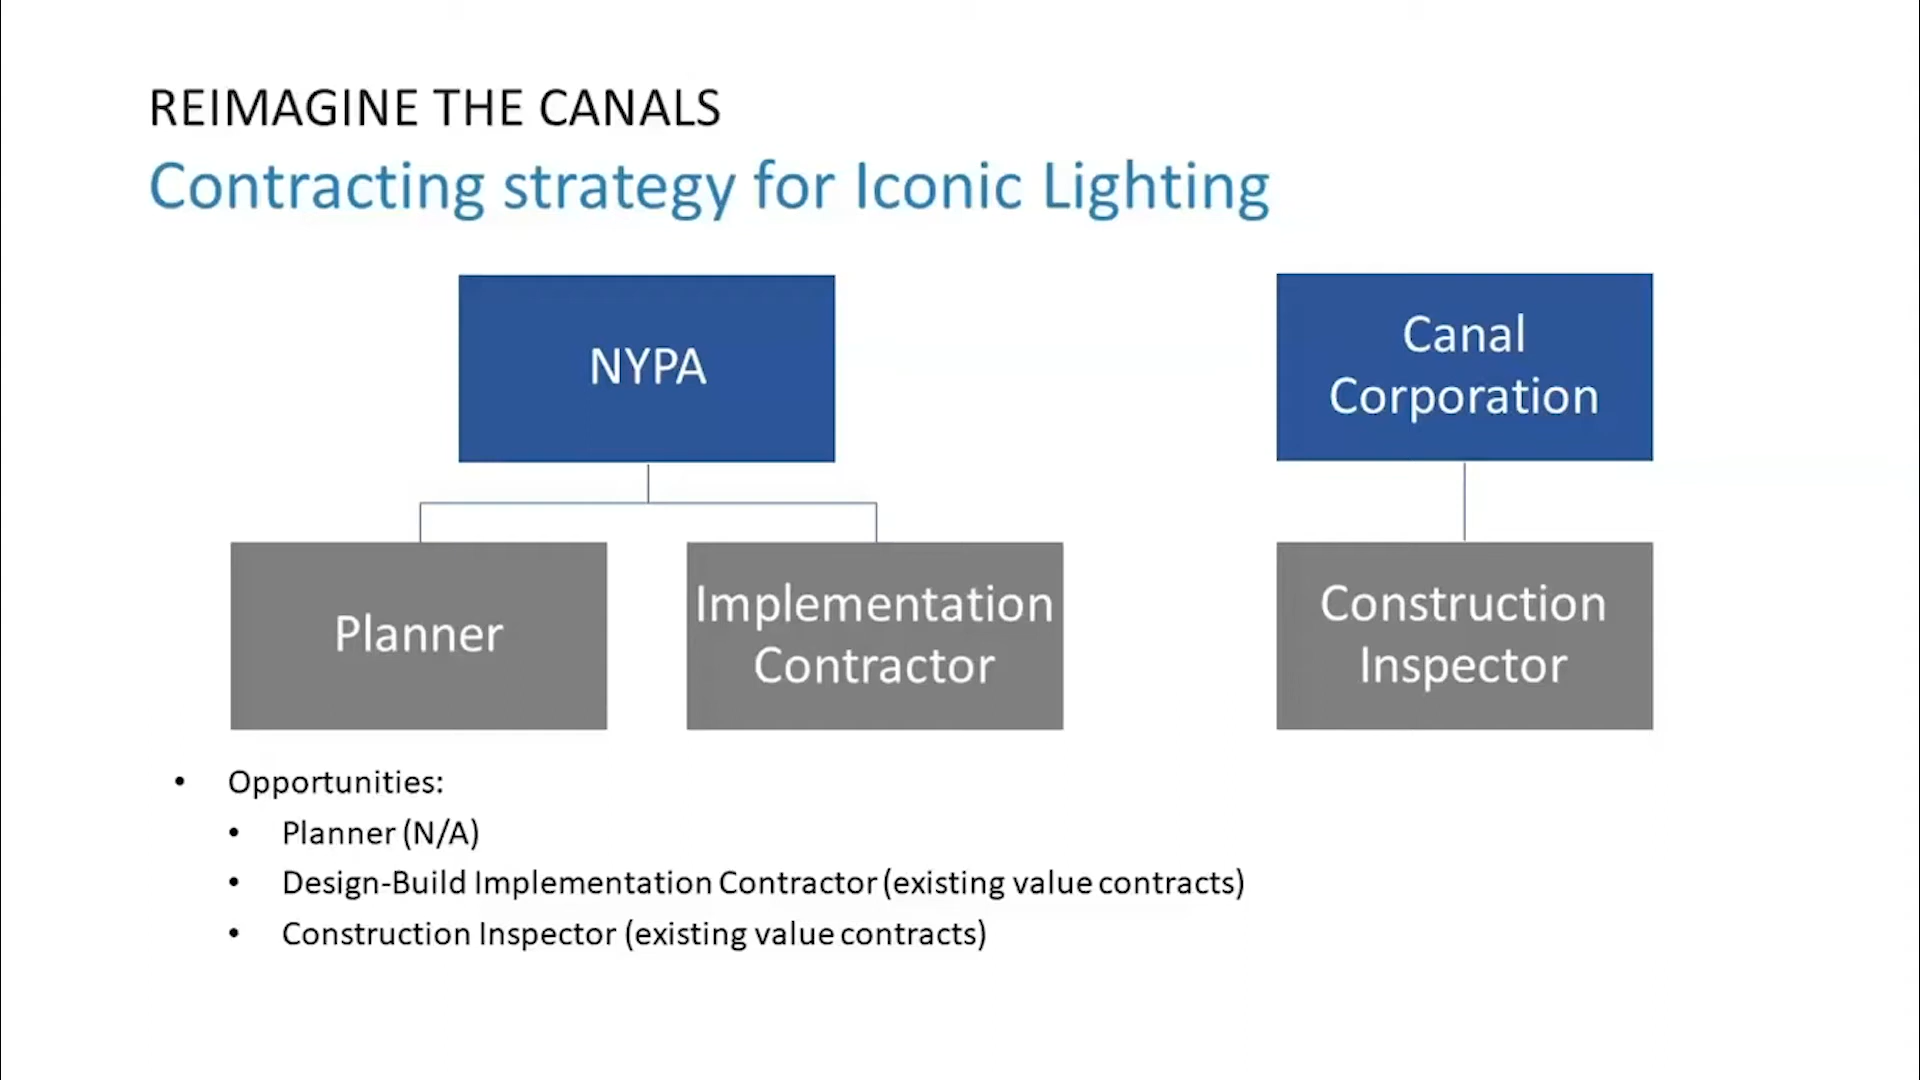 REIMAGINE THE CANALS
Contracting strategy for Iconic Lighting
NYPA
Canal
Corporation
Planner
Implementation
Contractor
Construction
Inspector
• Opportunities:
• Planner (N/A)
• Design-Build Implementation Contractor (existing value contracts)
• Construction Inspector (existing value contracts)